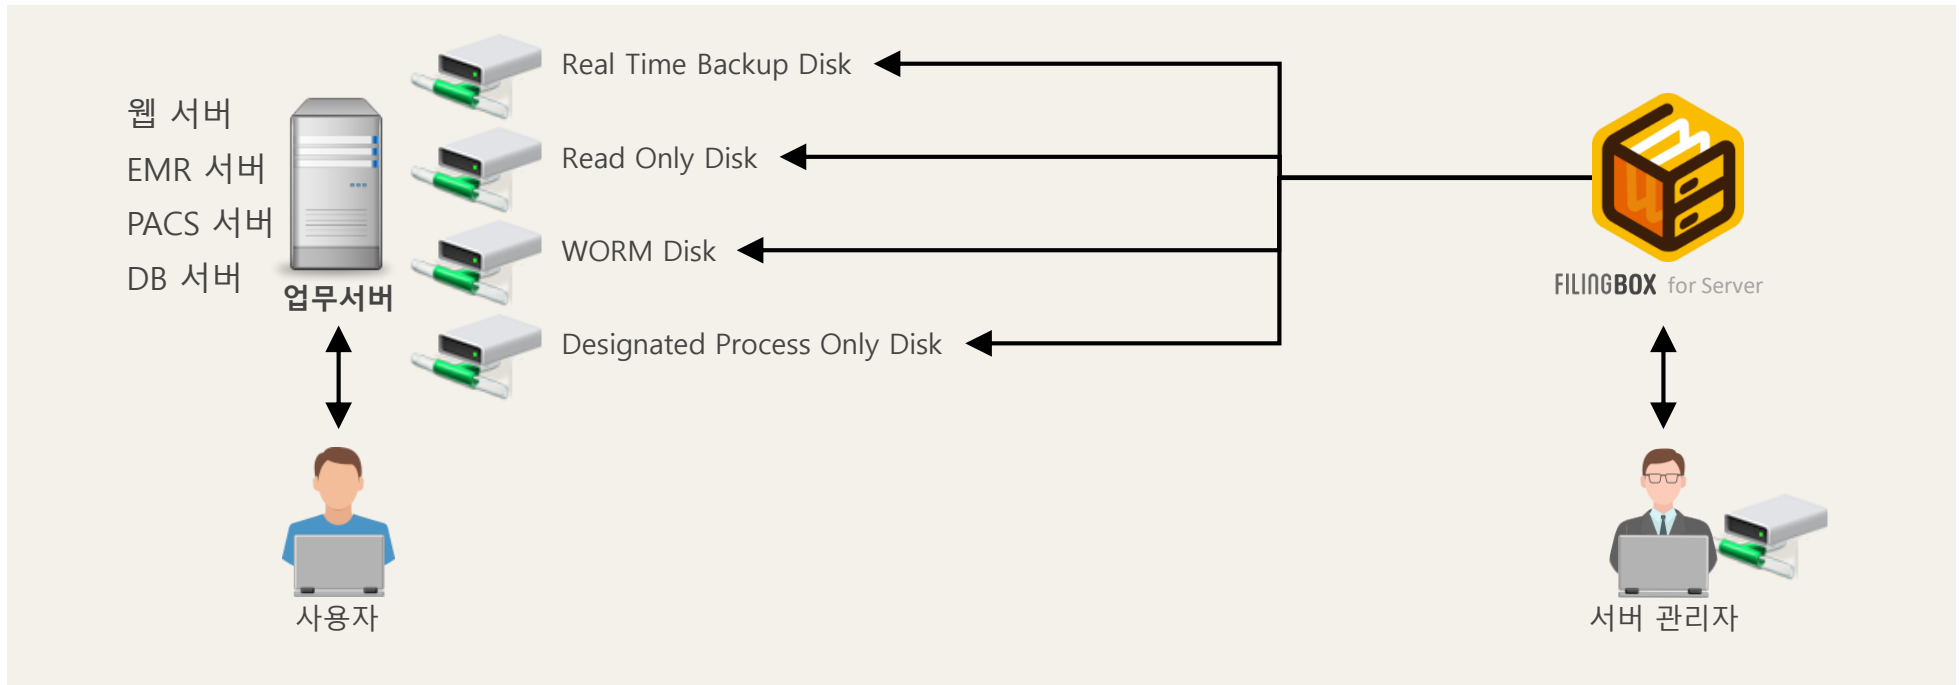 웹 서버
EMR 서버
PACS 서버
DB 서버
업무서버
Real Time Backup Disk
Read Only Disk
WORM Disk
Designated Process Only Disk
FILINGBOX for Server
사용자
서버 관리자